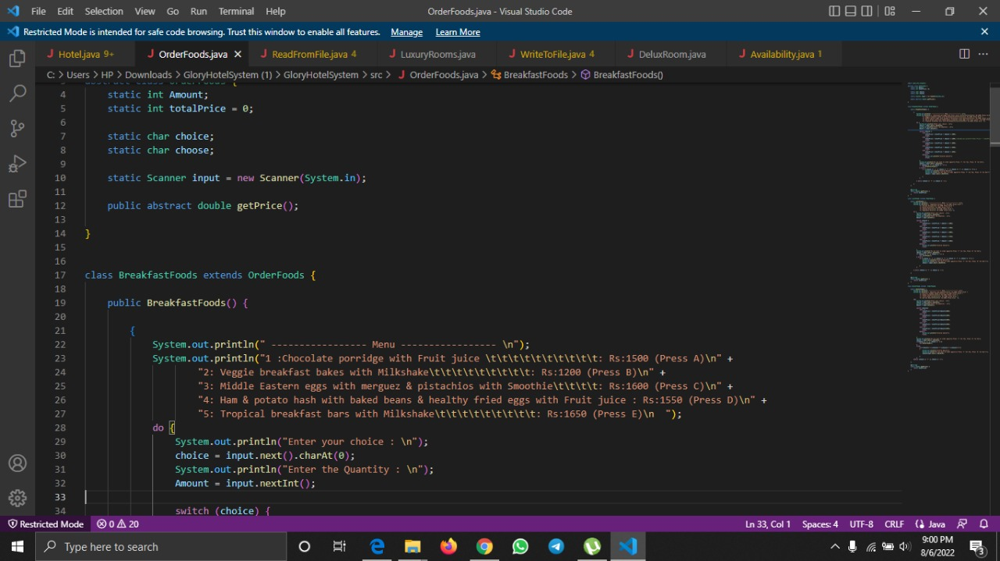 File Edit Selection View Go Run Terminal Help OrderFoods.java - Visual Studio Code
Restricted Mode is intended for safe code browsing. Trust this window to enable all features. Manage Learn More
Hotel.java 9+ OrderFoods.java ReadFromFile.java 4 LuxuryRooms.java WriteToFile.java 4 DeluxRoom.java Availability.java 1
C: > Users > HP > Downloads > GloryHotelSystem (1) > GloryHotelSystem > src > OrderFoods.java > BreakfastFoods > BreakfastFoods()
4 static int Amount;
5 static int totalPrice = 0;
6
7 static char choice;
8 static char choose;
9
10 static Scanner input = new Scanner(System.in);
11
12 public abstract double getPrice();
13
14 }
15
16
17 class BreakfastFoods extends OrderFoods {
18
19 public BreakfastFoods() {
20
21 {
22 System.out.println(" ----------------- Menu ----------------- \n");
23 System.out.println("1 :Chocolate porridge with Fruit juice \t\t\t\t\t\t\t\t\t\t: Rs:1500 (Press A)\n" +
24 "2: Veggie breakfast bakes with Milkshake\t\t\t\t\t\t\t\t\t: Rs:1200 (Press B)\n" +
25 "3: Middle Eastern eggs with merguez & pistachios with Smoothie\t\t\t\t: Rs:1600 (Press C)\n" +
26 "4: Ham & potato hash with baked beans & healthy fried eggs with Fruit juice : Rs:1550 (Press D)\n" +
27 "5: Tropical breakfast bars with Milkshake\t\t\t\t\t\t\t\t\t: Rs:1650 (Press E)\n  ");
28 do {
29 System.out.println("Enter your choice : \n");
30 choice = input.next().charAt(0);
31 System.out.println("Enter the Quantity : \n");
32 Amount = input.nextInt();
33
34 switch (choice) {
Restricted Mode 0 20 Ln 33, Col 1 Spaces: 4 UTF-8 CRLF Java
Type here to search 9:00 PM
8/6/2022 3